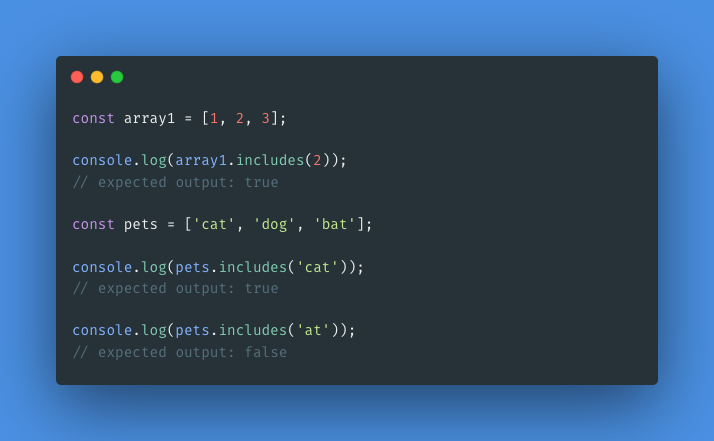 const array1 = [1, 2, 3];
console.log(array1.includes(2));
// expected output: true
const pets = ['cat', 'dog', 'bat'];
console.log(pets.includes('cat'));
// expected output: true
console.log(pets.includes('at'));
// expected output: false